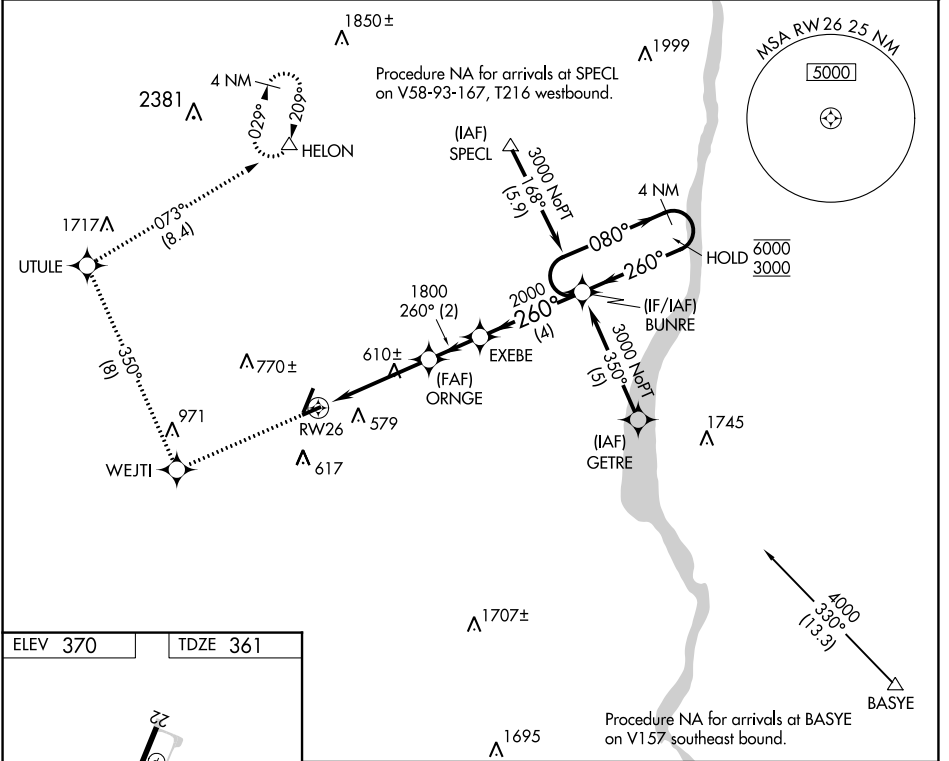 1850 ±
1999
MSA RW26 25 NM
5000
Procedure NA for arrivals at SPECL
on V58-93-167, T216 westbound.
4 NM
2381
029°
209°
HELON
(IAF)
SPECL
3000 NoPT
168°
(5.9)
4 NM
080°
260°
HOLD 6000
3000
1717
073°
(8.4)
UTULE
350°
(8)
1800
260° (2)
2000
260°
(4)
(IF/IAF)
BUNRE
EXEBE
770 ±
610 ±
(FAF)
ORNGE
3000 NoPT
350°
(5)
RW26
579
971
617
WEJTI
(IAF)
GETRE
1745
1707±
4000
330°
(13.3)
BASYE
ELEV 370
TDZE 361
22
1695
Procedure NA for arrivals at BASYE
on V157 southeast bound.